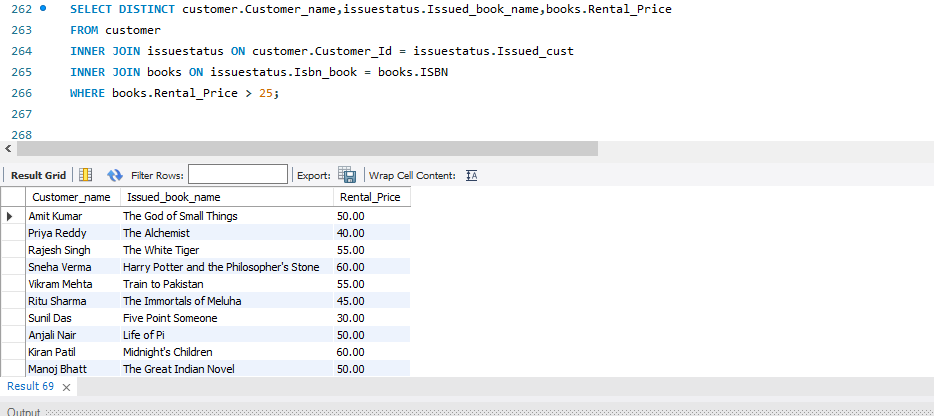 262 SELECT DISTINCT customer.Customer_name,issuestatus.Issued_book_name,books.Rental_Price
263 FROM customer
264 INNER JOIN issuestatus ON customer.Customer_Id = issuestatus.Issued_cust
265 INNER JOIN books ON issuestatus.Isbn_book = books.ISBN
266 WHERE books.Rental_Price > 25;
267
268
Result Grid Filter Rows: Export: Wrap Cell Content:
Customer_name Issued_book_name Rental_Price
Amit Kumar The God of Small Things 50.00
Priya Reddy The Alchemist 40.00
Rajesh Singh The White Tiger 55.00
Sneha Verma Harry Potter and the Philosopher's Stone 60.00
Vikram Mehta Train to Pakistan 55.00
Ritu Sharma The Immortals of Meluha 45.00
Sunil Das Five Point Someone 30.00
Anjali Nair Life of Pi 50.00
Kiran Patil Midnight's Children 60.00
Manoj Bhatt The Great Indian Novel 50.00
Result 69
Output